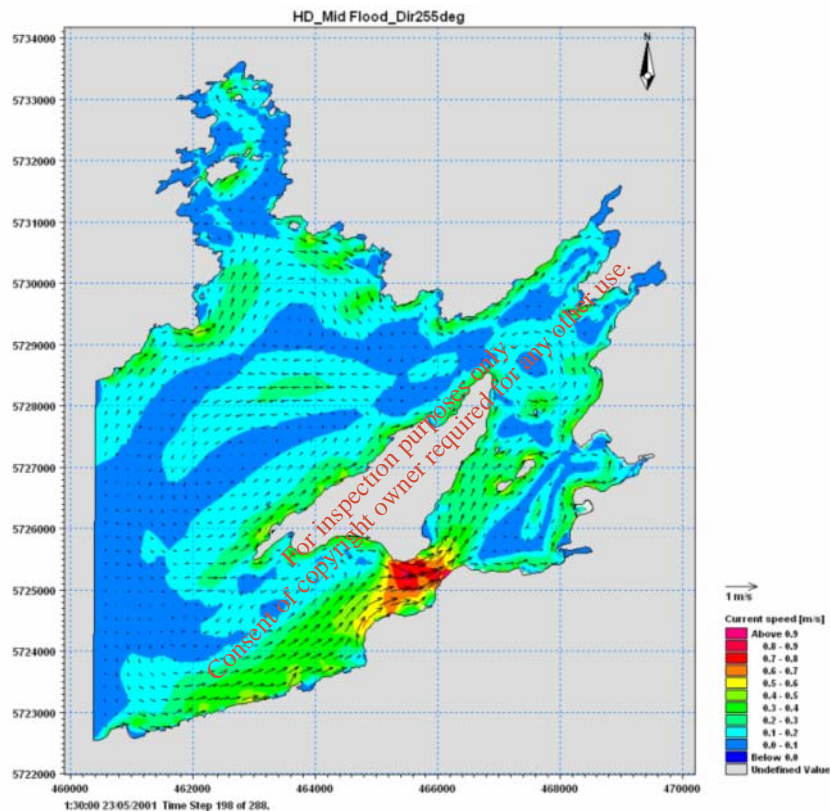 HD_Mid Flood_Dir255deg
5734000
N
5733000
5732000
5731000
5730000
5729000
5728000
5727000
5726000
5725000
5724000
5723000
5722000
For inspection purposes only.
Consent of copyright owner required for any other use.
1 m/s
Current speed [m/s]
Above 0.9
0.8 - 0.9
0.7 - 0.8
0.6 - 0.7
0.5 - 0.6
0.4 - 0.5
0.3 - 0.4
0.2 - 0.3
0.1 - 0.2
0.0 - 0.1
Below 0.0
Undefined Value
460000 462000 464000 466000 468000 470000
1:30:00 23/05/2001 Time Step 198 of 288.